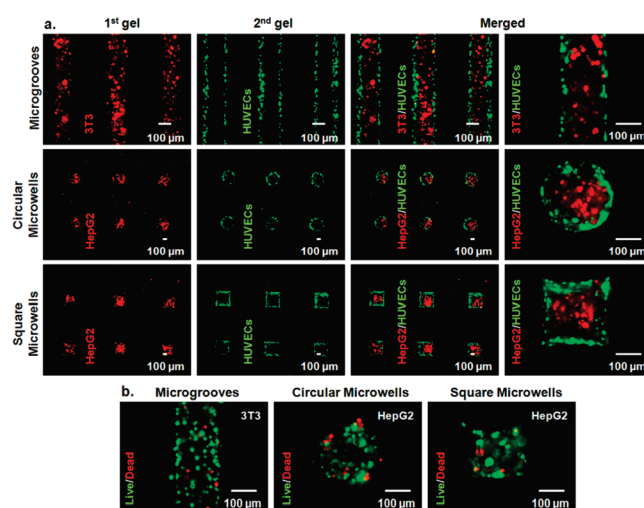 a.
1st gel
2nd gel
Merged
Microgrooves
3T3
100 µm
HUVECs
100 µm
3T3/HUVECs
100 µm
3T3/HUVECs
100 µm
Circular
Microwells
HepG2
100 µm
HUVECs
100 µm
HepG2/HUVECs
100 µm
HepG2/HUVECs
100 µm
Square
Microwells
HepG2
100 µm
HUVECs
100 µm
HepG2/HUVECs
100 µm
HepG2/HUVECs
100 µm
b.
Microgrooves
Circular Microwells
Square Microwells
Live/Dead
3T3
100 µm
Live/Dead
HepG2
100 µm
Live/Dead
HepG2
100 µm